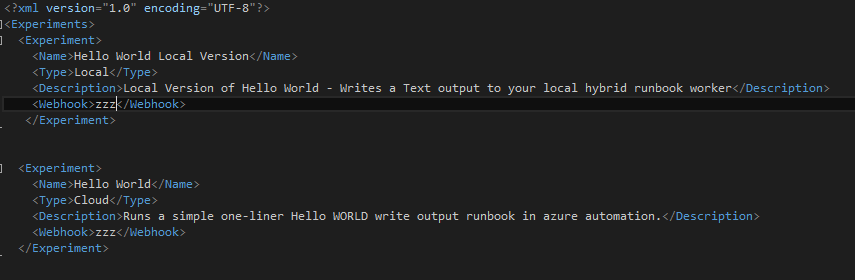 <?xml version="1.0" encoding="UTF-8"?>
<Experiments>
<Experiment>
<Name>Hello World Local Version</Name>
<Type>Local</Type>
<Description>Local Version of Hello World - Writes a Text output to your local hybrid runbook worker</Description>
<Webhook>zzz</Webhook>
</Experiment>
<Experiment>
<Name>Hello World</Name>
<Type>Cloud</Type>
<Description>Runs a simple one-liner Hello WORLD write output runbook in azure automation.</Description>
<Webhook>zzz</Webhook>
</Experiment>